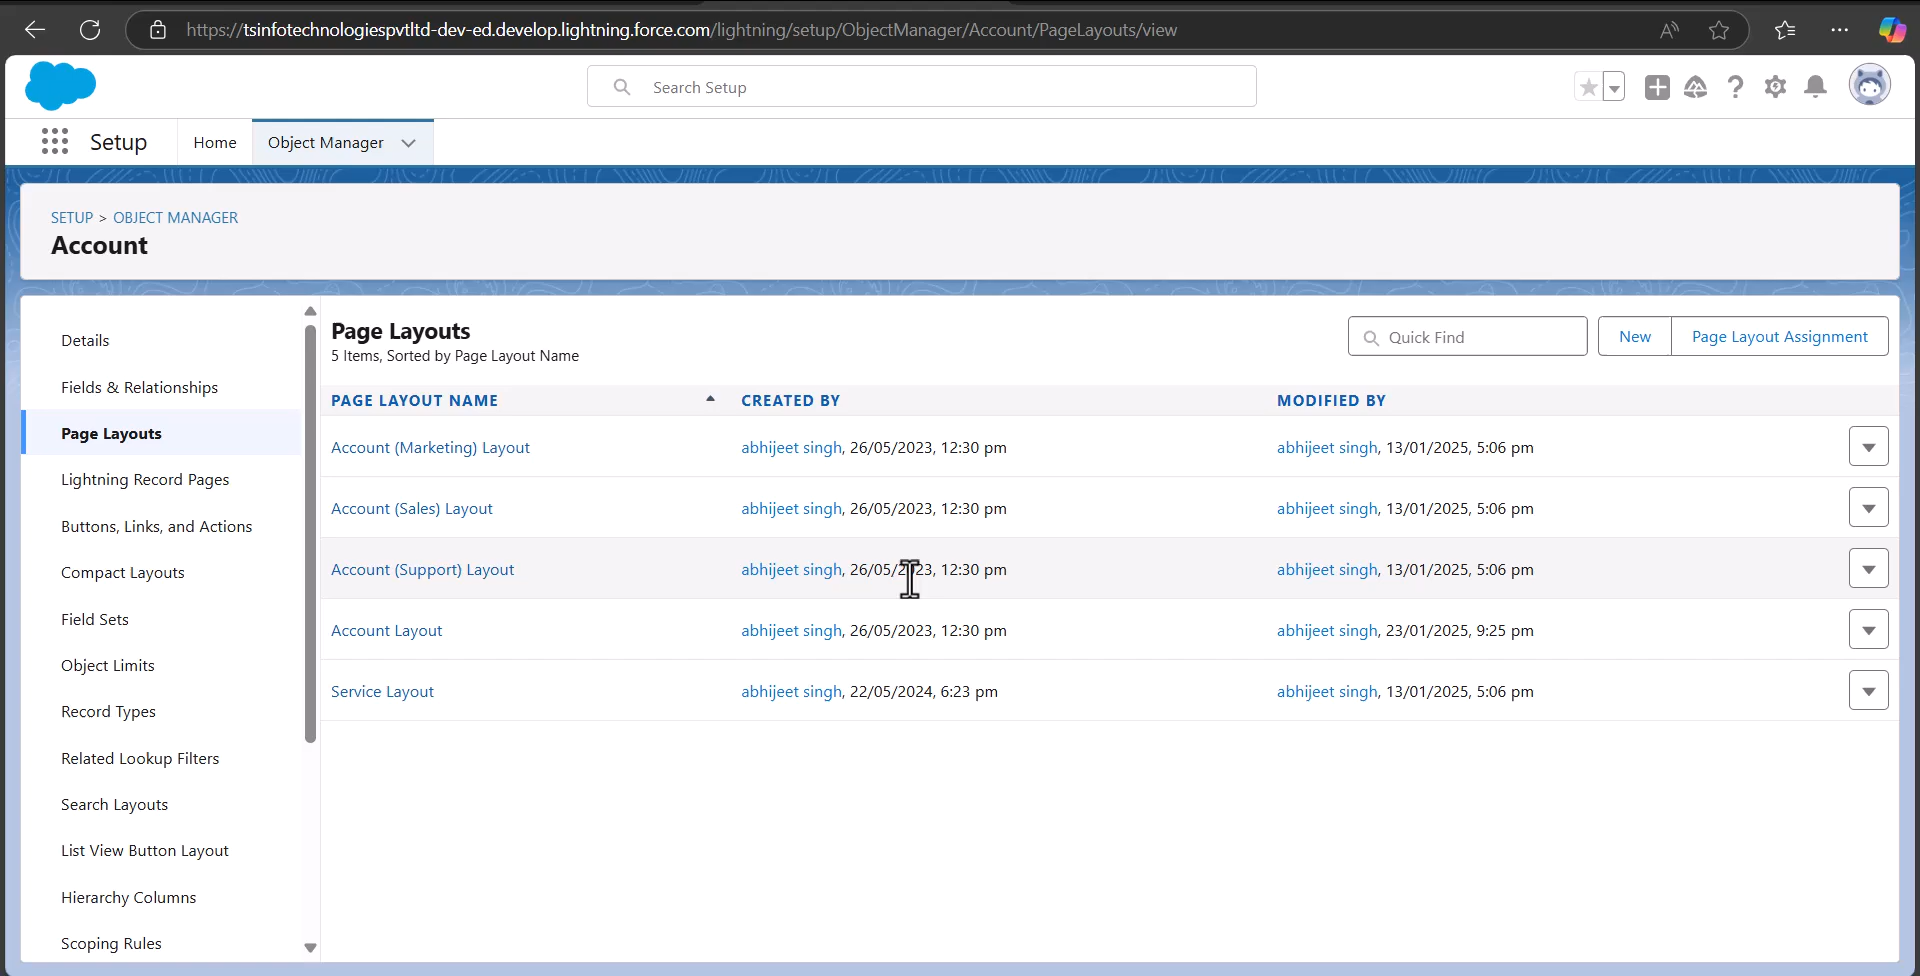 https://tsinfotechnologiespvtltd-dev-ed.develop.lightning.force.com/lightning/setup/ObjectManager/Account/PageLayouts/view
Search Setup
Setup
Home
Object Manager
SETUP > OBJECT MANAGER
Account
Details
Fields & Relationships
Page Layouts
Lightning Record Pages
Buttons, Links, and Actions
Compact Layouts
Field Sets
Object Limits
Record Types
Related Lookup Filters
Search Layouts
List View Button Layout
Hierarchy Columns
Scoping Rules
Page Layouts
5 Items, Sorted by Page Layout Name
Quick Find
New
Page Layout Assignment
PAGE LAYOUT NAME CREATED BY MODIFIED BY
Account (Marketing) Layout abhijeet singh, 26/05/2023, 12:30 pm abhijeet singh, 13/01/2025, 5:06 pm
Account (Sales) Layout abhijeet singh, 26/05/2023, 12:30 pm abhijeet singh, 13/01/2025, 5:06 pm
Account (Support) Layout abhijeet singh, 26/05/2023, 12:30 pm abhijeet singh, 13/01/2025, 5:06 pm
Account Layout abhijeet singh, 26/05/2023, 12:30 pm abhijeet singh, 23/01/2025, 9:25 pm
Service Layout abhijeet singh, 22/05/2024, 6:23 pm abhijeet singh, 13/01/2025, 5:06 pm